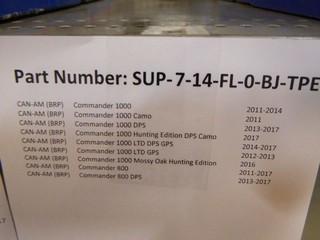 Part Number: SUP-7-14-FL-0-BJ-TPE
CAN-AM (BRP) Commander 1000 2011-2014
CAN-AM (BRP) Commander 1000 Camo 2011
CAN-AM (BRP) Commander 1000 DPS 2013-2017
CAN-AM (BRP) Commander 1000 Hunting Edition DPS Camo 2017
CAN-AM (BRP) Commander 1000 LTD DPS GPS 2014-2017
CAN-AM (BRP) Commander 1000 LTD GPS 2012-2013
CAN-AM (BRP) Commander 1000 Mossy Oak Hunting Edition 2016
CAN-AM (BRP) Commander 800 2011-2017
CAN-AM (BRP) Commander 800 DPS 2013-2017